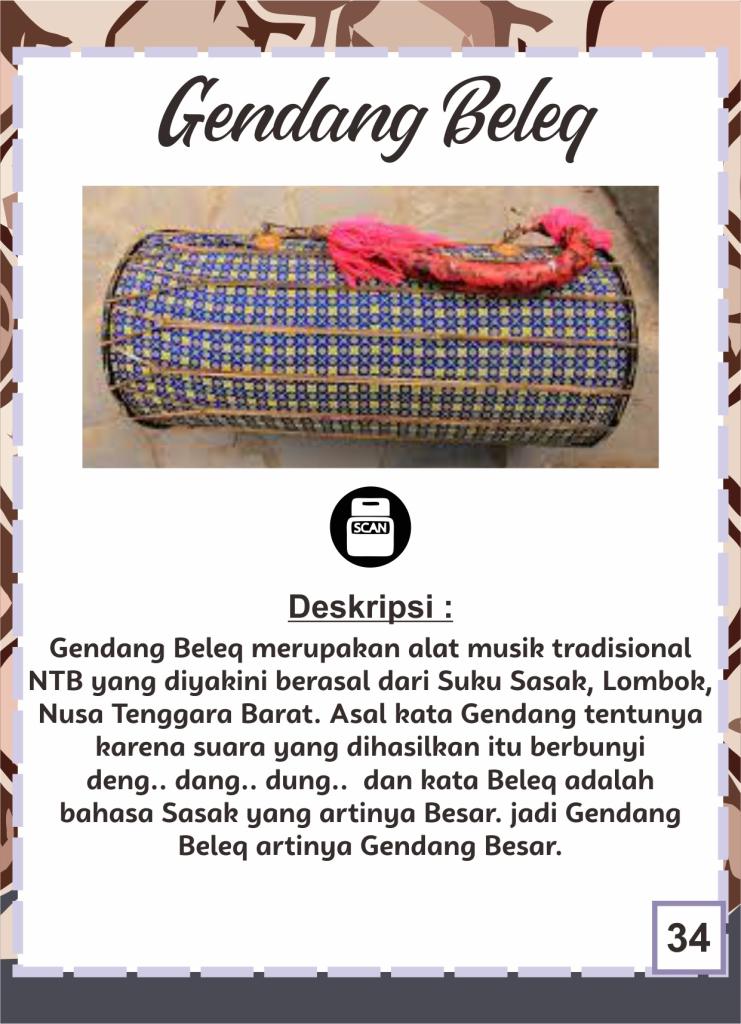 Gendang Beleq
SCAN
Deskripsi :
Gendang Beleq merupakan alat musik tradisional
NTB yang diyakini berasal dari Suku Sasak, Lombok,
Nusa Tenggara Barat. Asal kata Gendang tentunya
karena suara yang dihasilkan itu berbunyi
deng.. dang.. dung..  dan kata Beleq adalah
bahasa Sasak yang artinya Besar. jadi Gendang
Beleq artinya Gendang Besar.
34